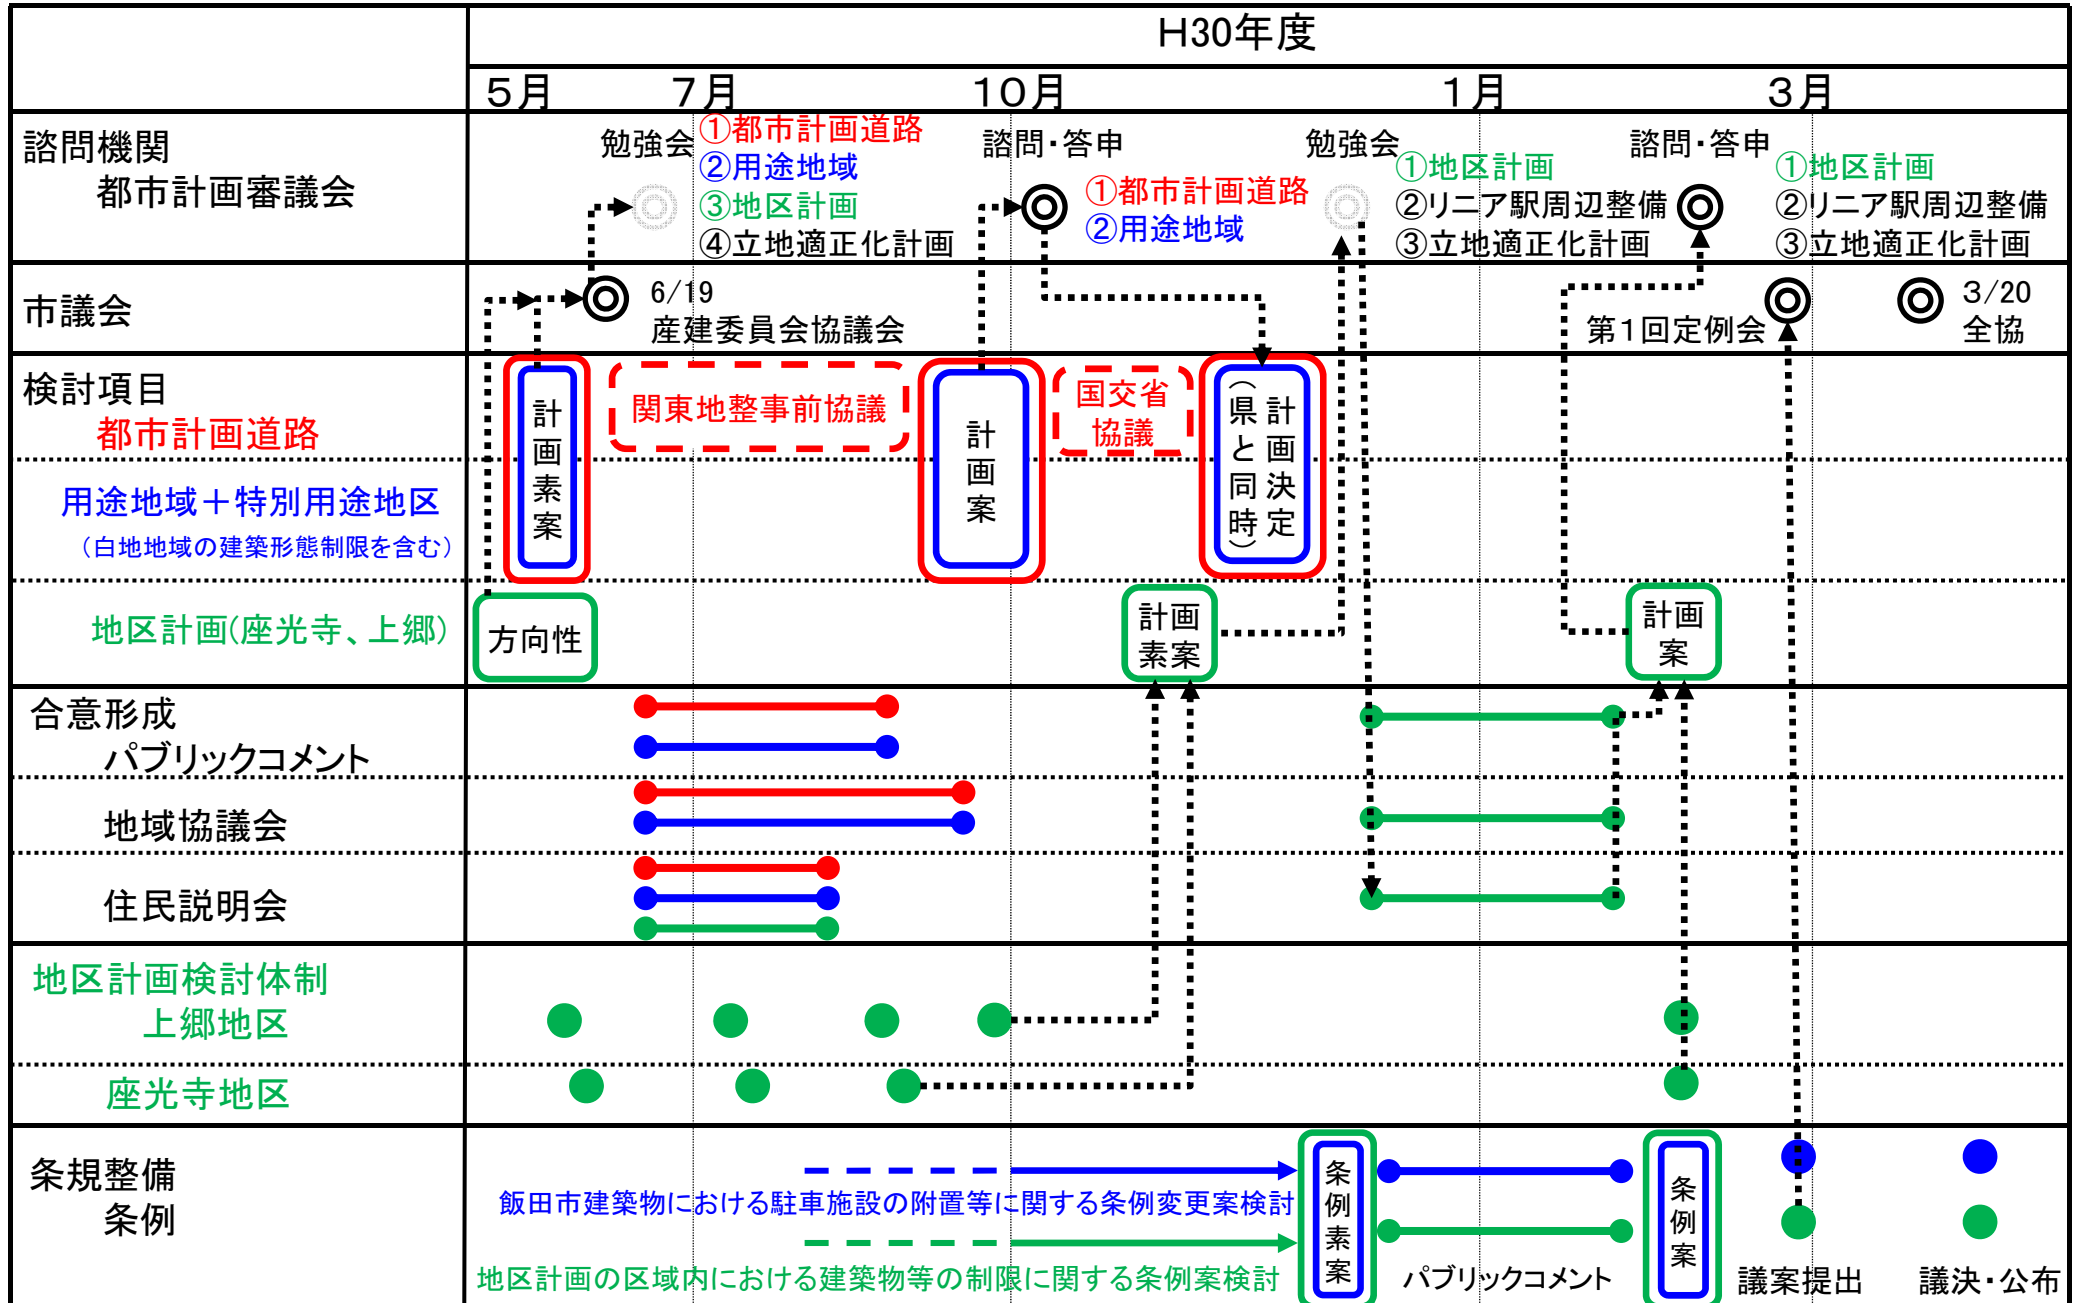 H30年度
5月
7月
10月
1月
3月
諮問機関
都市計画審議会
勉強会
①都市計画道路
②用途地域
③地区計画
④立地適正化計画
諮問・答申
①都市計画道路
②用途地域
勉強会
①地区計画
②リニア駅周辺整備
③立地適正化計画
諮問・答申
①地区計画
②リニア駅周辺整備
③立地適正化計画
市議会
6/19
産建委員会協議会
第1回定例会
3/20
全協
検討項目
都市計画道路
用途地域+特別用途地区
(白地地域の建築形態制限を含む)
計画素案
関東地整事前協議
計画案
国交省
協議
計画決定
(県と同時)
地区計画(座光寺、上郷)
方向性
計画
素案
計画
案
合意形成
パブリックコメント
地域協議会
住民説明会
地区計画検討体制
上郷地区
座光寺地区
条規整備
条例
飯田市建築物における駐車施設の附置等に関する条例変更案検討
地区計画の区域内における建築物等の制限に関する条例案検討
条例素案
パブリックコメント
条例案
議案提出
議決・公布